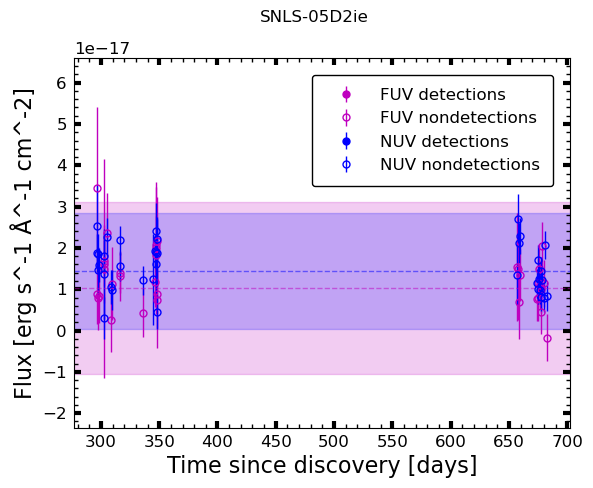 SNLS-05D2ie
1e−17
FUV detections
FUV nondetections
NUV detections
NUV nondetections
6
5
4
3
2
1
0
−1
−2
Flux [erg s^-1 Å^-1 cm^-2]
300 350 400 450 500 550 600 650 700
Time since discovery [days]